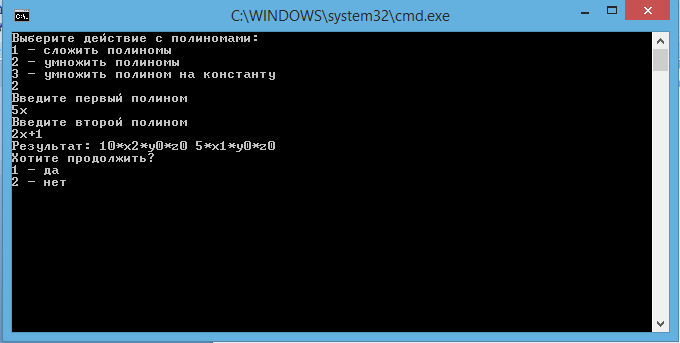 C:\WINDOWS\system32\cmd.exe
Выберите действие с полиномами:
1 - сложить полиномы
2 - умножить полиномы
3 - умножить полином на константу
2
Введите первый полином
5x
Введите второй полином
2x+1
Результат: 10*x2*y0*z0 5*x1*y0*z0
Хотите продолжить?
1 - да
2 - нет